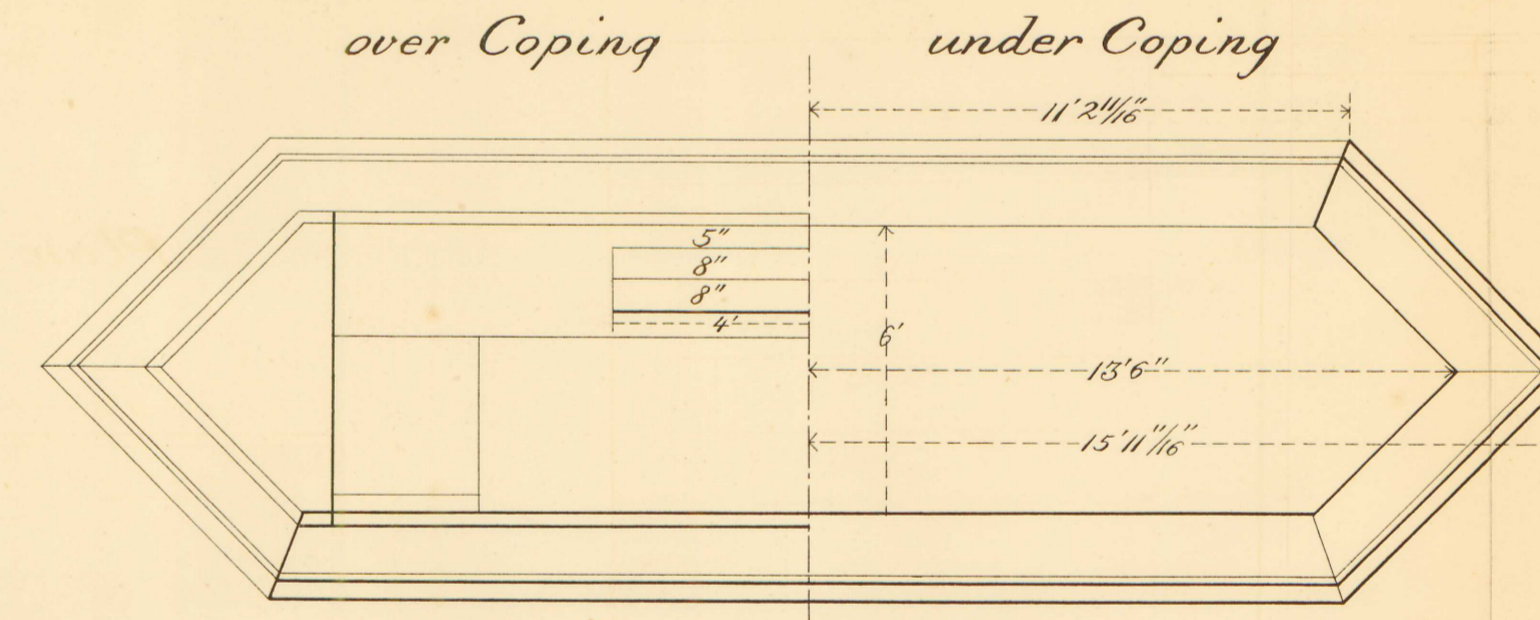 over Coping
under Coping
11' 2 11/16"
5"
8"
8"
4'
6'
13' 6"
15' 11 11/16"